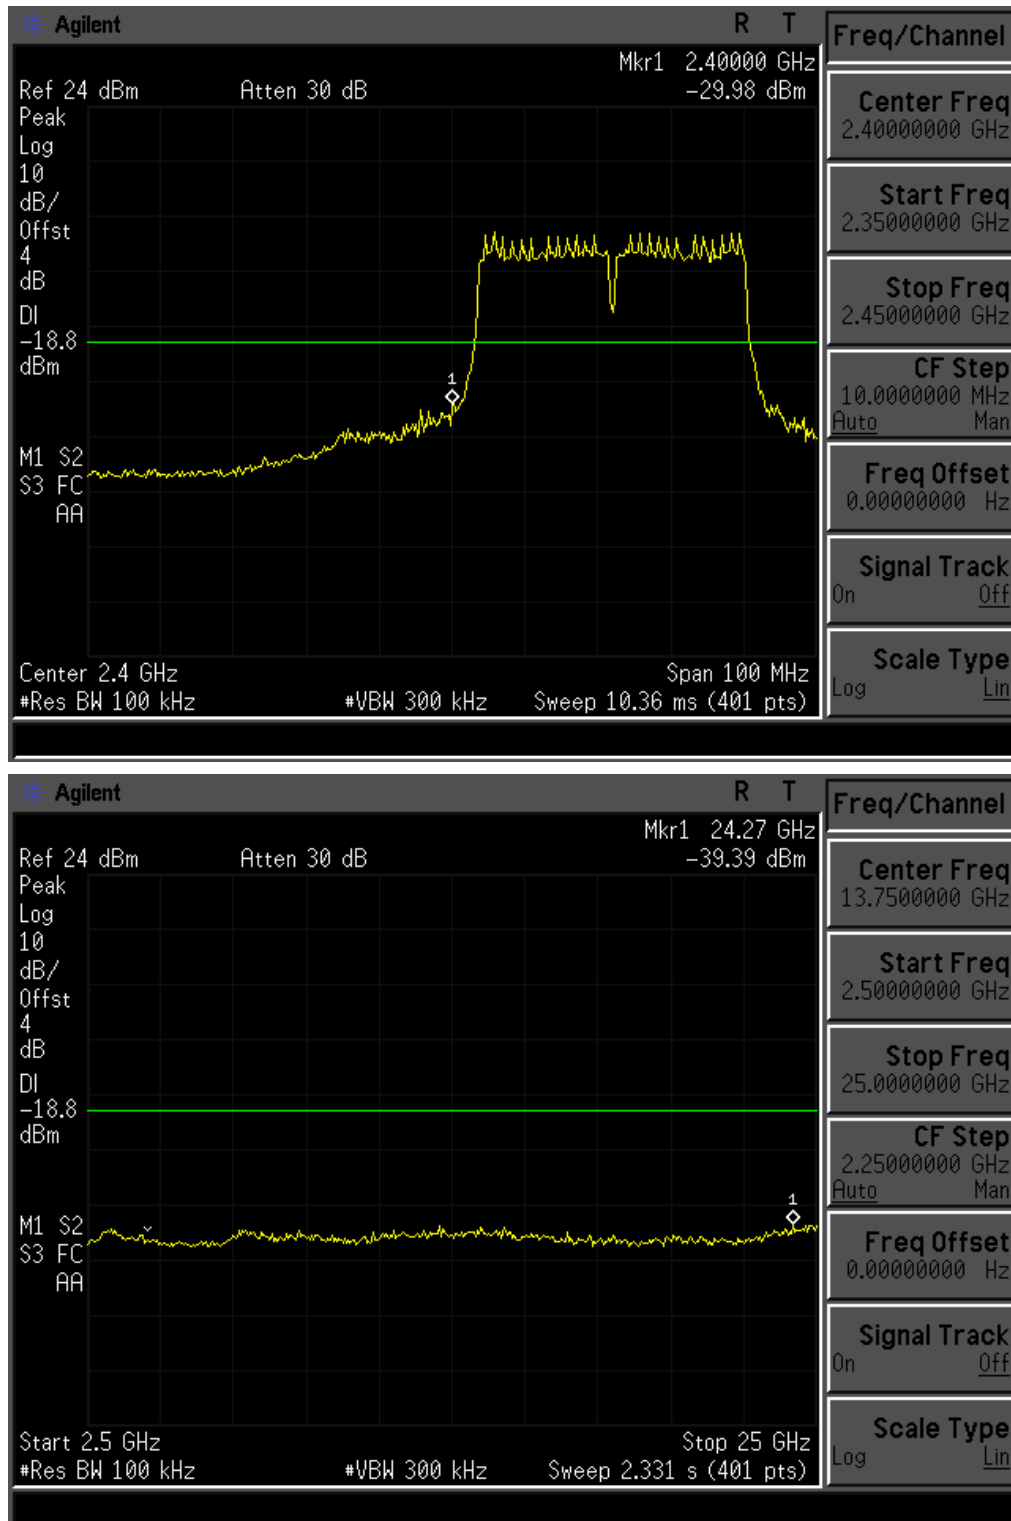 Agilent R T
Freq/Channel
Mkr1 2.40000 GHz
Ref 24 dBm Atten 30 dB -29.98 dBm
Peak
Log
10
dB/
Offst
4
dB
DI
-18.8
dBm
1
M1 S2
S3 FC
AA
Center 2.4 GHz Span 100 MHz
#Res BW 100 kHz #VBW 300 kHz Sweep 10.36 ms (401 pts)
Center Freq
2.40000000 GHz
Start Freq
2.35000000 GHz
Stop Freq
2.45000000 GHz
CF Step
10.0000000 MHz
Auto Man
Freq Offset
0.00000000 Hz
Signal Track
On Off
Scale Type
Log Lin
Agilent R T
Freq/Channel
Mkr1 24.27 GHz
Ref 24 dBm Atten 30 dB -39.39 dBm
Peak
Log
10
dB/
Offst
4
dB
DI
-18.8
dBm
1
M1 S2
S3 FC
AA
Start 2.5 GHz Stop 25 GHz
#Res BW 100 kHz #VBW 300 kHz Sweep 2.331 s (401 pts)
Center Freq
13.7500000 GHz
Start Freq
2.50000000 GHz
Stop Freq
25.0000000 GHz
CF Step
2.25000000 GHz
Auto Man
Freq Offset
0.00000000 Hz
Signal Track
On Off
Scale Type
Log Lin